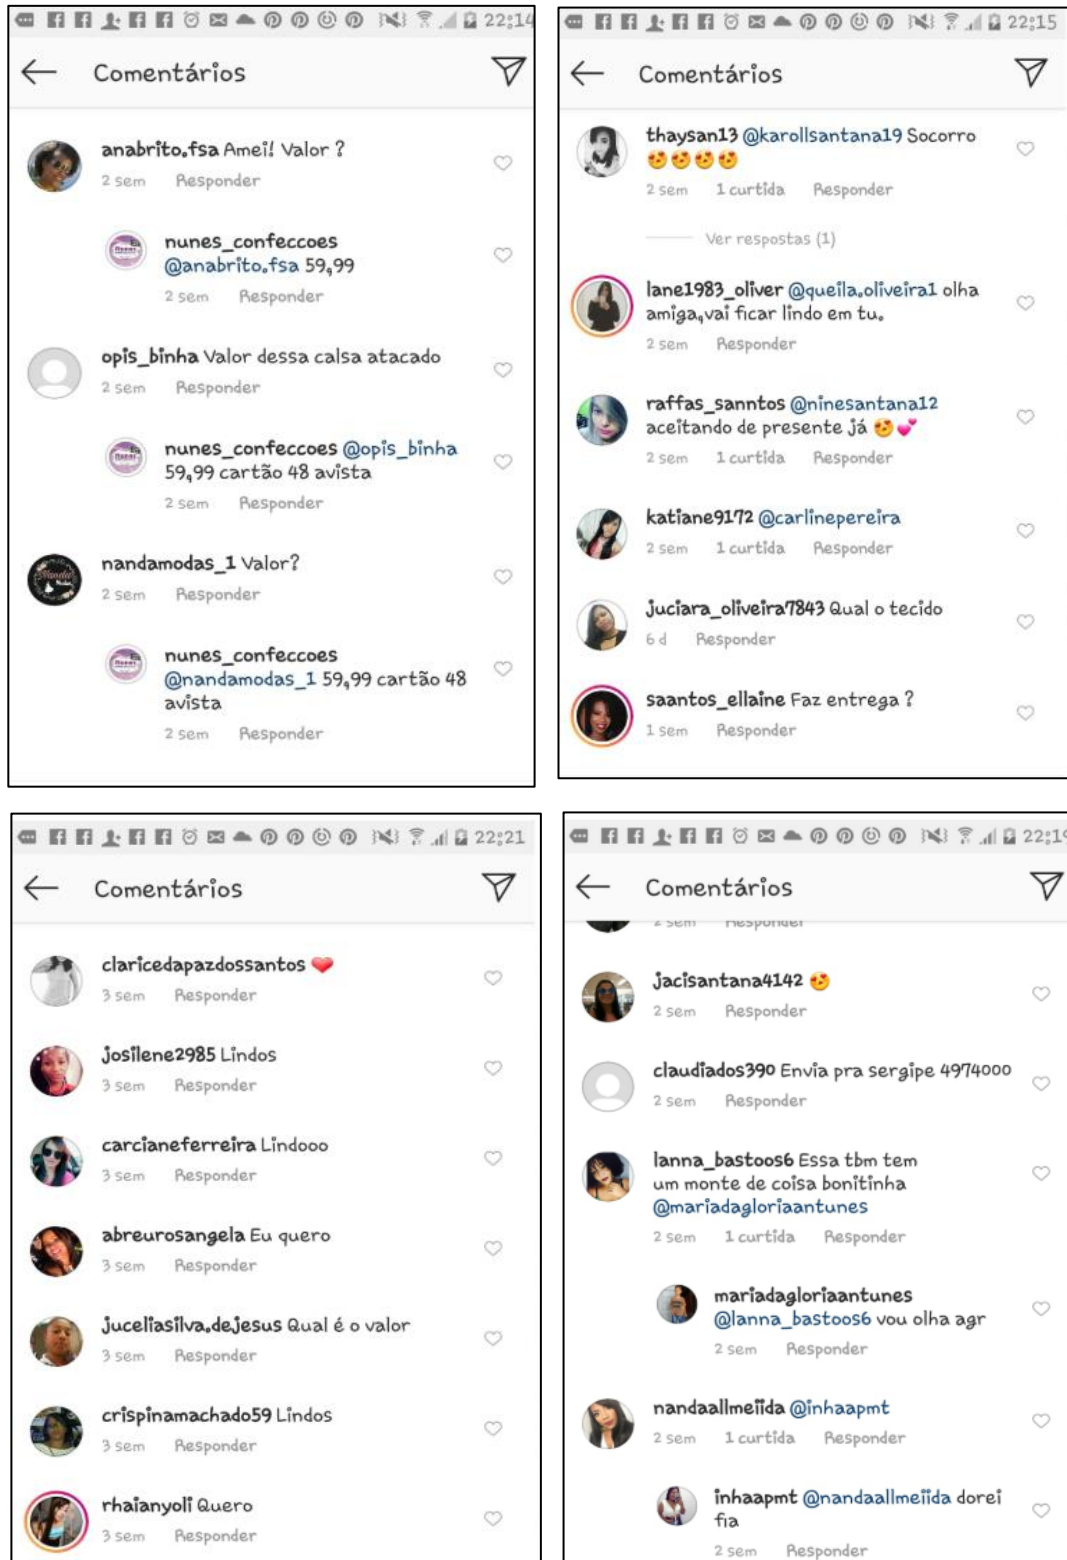 22:14
Comentários
anabrito.fsa Amei! Valor ?
2 sem Responder
nunes_confeccoes
@anabrito.fsa 59,99
2 sem Responder
opis_binha Valor dessa calsa atacado
2 sem Responder
nunes_confeccoes @opis_binha
59,99 cartão 48 avista
2 sem Responder
nandamodas_1 Valor?
2 sem Responder
nunes_confeccoes
@nandamodas_1 59,99 cartão 48
avista
2 sem Responder
22:15
Comentários
thaysan13 @karollsantana19 Socorro
😍😍😍😍
2 sem 1 curtida Responder
Ver respostas (1)
lane1983_oliver @queila.oliveira1 olha
amiga,vai ficar lindo em tu.
2 sem Responder
raffas_sanntos @ninesantana12
aceitando de presente já 😍💕
2 sem 1 curtida Responder
katiane9172 @carlinepereira
2 sem 1 curtida Responder
juciara_oliveira7843 Qual o tecido
6 d Responder
saantos_ellaine Faz entrega ?
1 sem Responder
22:21
Comentários
claricedapazdossantos ❤
3 sem Responder
josilene2985 Lindos
3 sem Responder
carcianeferreira Lindooo
3 sem Responder
abreurosangela Eu quero
3 sem Responder
juceliasilva.dejesus Qual é o valor
3 sem Responder
crispinamachado59 Lindos
3 sem Responder
rhaianyoli Quero
3 sem Responder
22:19
Comentários
2 sem Responder
jacisantana4142 😍
2 sem Responder
claudiados390 Envia pra sergipe 4974000
2 sem Responder
lanna_bastoos6 Essa tbm tem
um monte de coisa bonitinha
@mariadagloriaantunes
2 sem 1 curtida Responder
mariadagloriaantunes
@lanna_bastoos6 vou olha agr
2 sem Responder
nandaallmeiida @inhaapmt
2 sem 1 curtida Responder
inhaapmt @nandaallmeiida dorei
fia
2 sem Responder